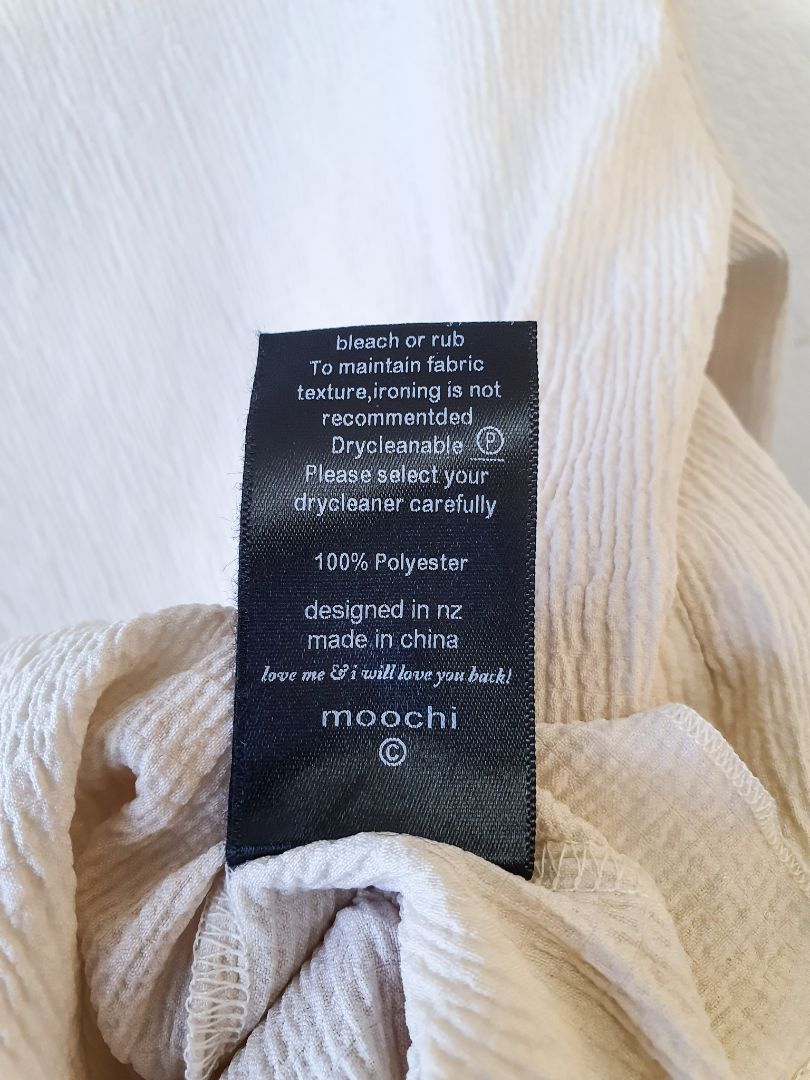 bleach or rub
To maintain fabric
texture,ironing is not
recommentded
Drycleanable Ⓟ
Please select your
drycleaner carefully
100% Polyester
designed in nz
made in china
love me & i will love you back!
moochi
©